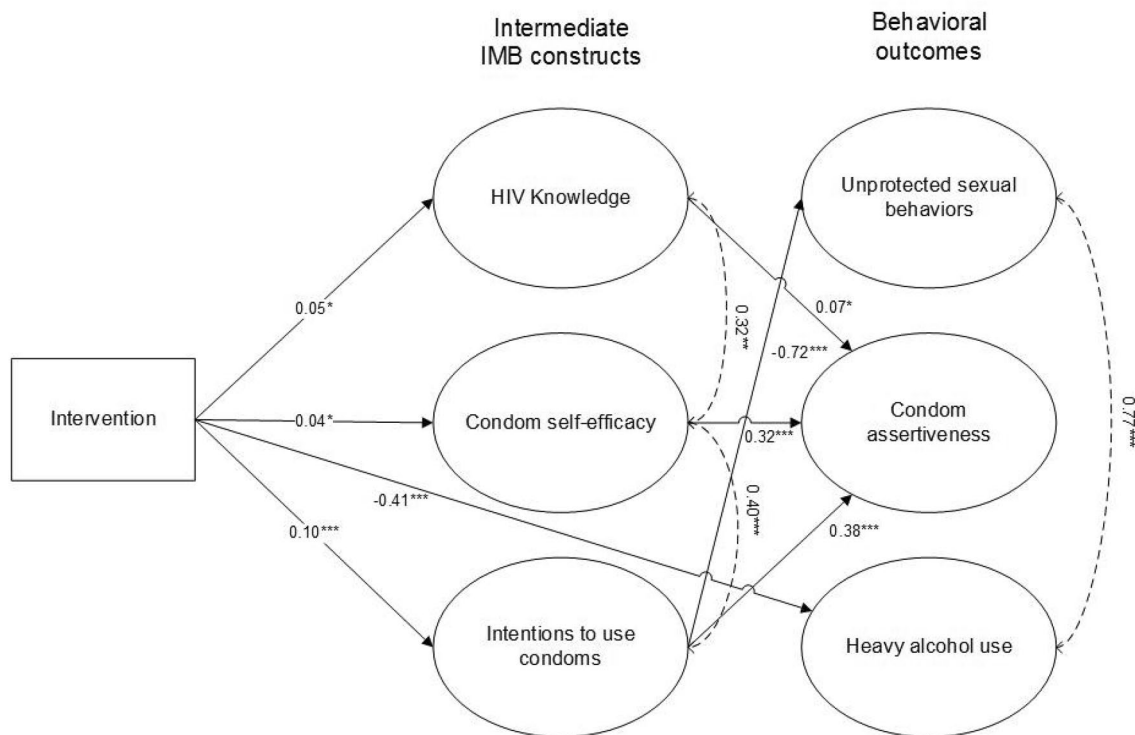 Intermediate
IMB constructs
Behavioral
outcomes
HIV Knowledge
Unprotected sexual
behaviors
0.05*
0.32**
0.07*
-0.72***
Intervention
0.04*
Condom self-efficacy
0.32***
Condom
assertiveness
0.77***
-0.41***
0.10***
0.40***
0.38***
Intentions to use
condoms
Heavy alcohol use